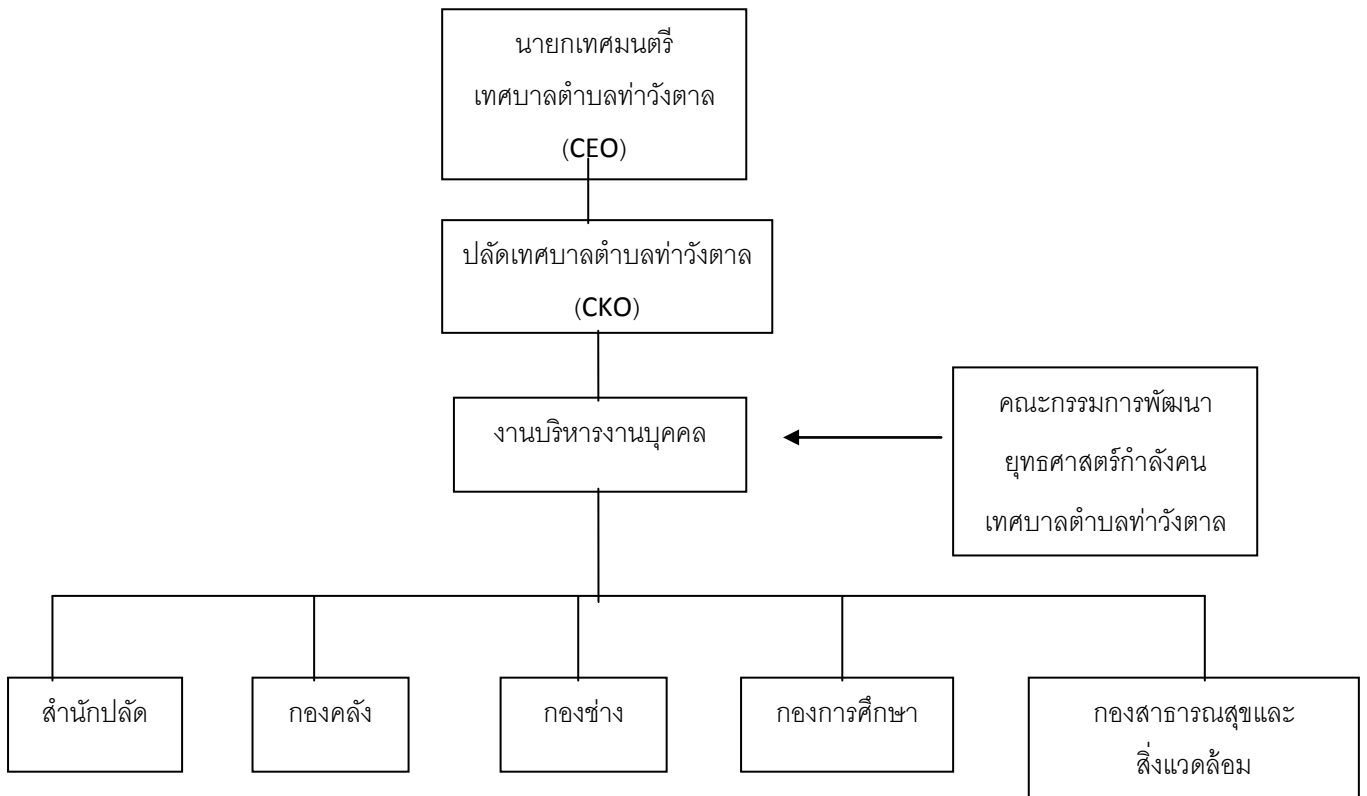 นายกเทศมนตรี
เทศบาลตำบลท่าวังตาล
(CEO)
ปลัดเทศบาลตำบลท่าวังตาล
(CKO)
งานบริหารงานบุคคล
คณะกรรมการพัฒนา
ยุทธศาสตร์กำลังคน
เทศบาลตำบลท่าวังตาล
สำนักปลัด
กองคลัง
กองช่าง
กองการศึกษา
กองสาธารณสุขและ
สิ่งแวดล้อม